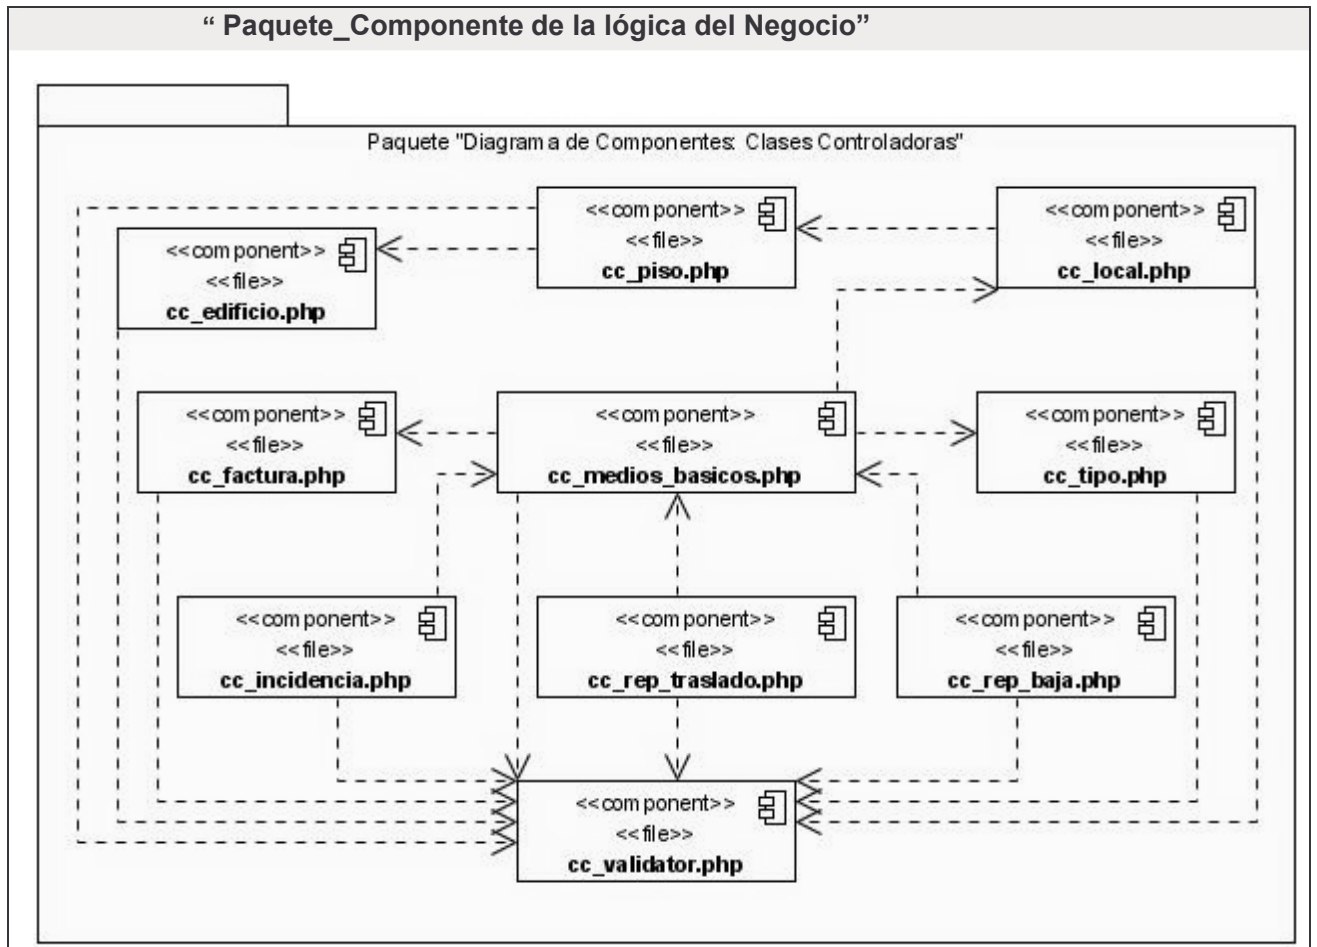 “ Paquete_Componente de la lógica del Negocio”
Paquete "Diagrama de Componentes: Clases Controladoras"
<<component>>
<<file>>
cc_piso.php
<<component>>
<<file>>
cc_local.php
<<component>>
<<file>>
cc_edificio.php
<<component>>
<<file>>
cc_factura.php
<<component>>
<<file>>
cc_medios_basicos.php
<<component>>
<<file>>
cc_tipo.php
<<component>>
<<file>>
cc_incidencia.php
<<component>>
<<file>>
cc_rep_traslado.php
<<component>>
<<file>>
cc_rep_baja.php
<<component>>
<<file>>
cc_validator.php